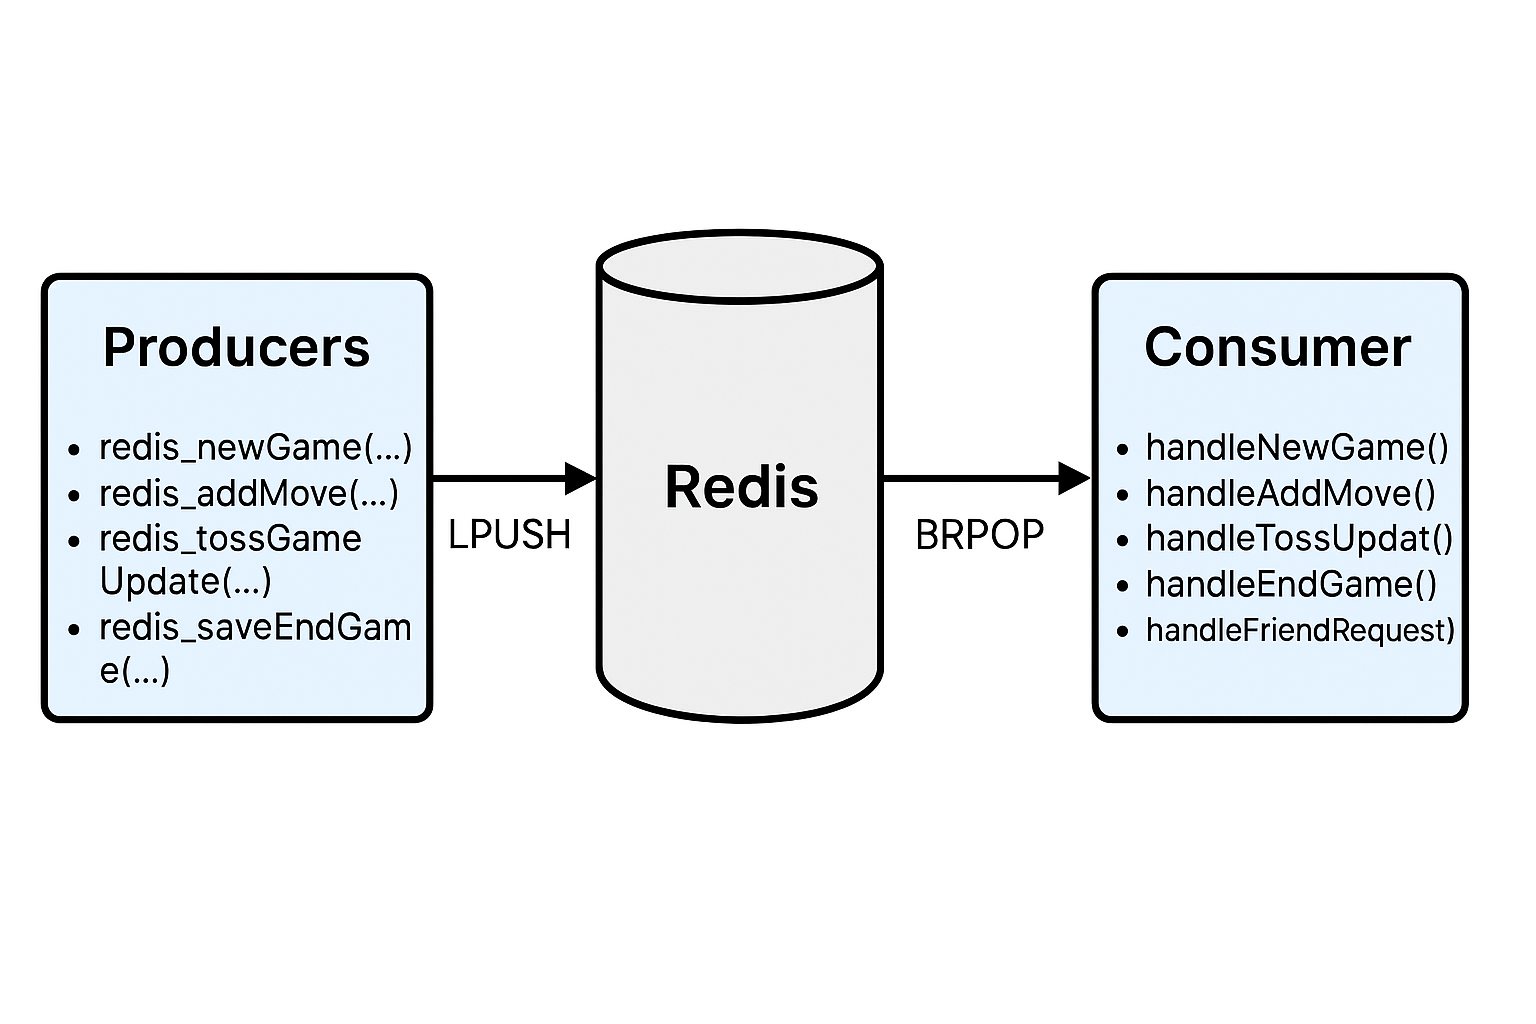 Producers
• redis_newGame(...)
• redis_addMove(...)
• redis_tossGame
Update(...)
• redis_saveEndGam
e(...)
LPUSH
Redis
BRPOP
Consumer
• handleNewGame()
• handleAddMove()
• handleTossUpdat()
• handleEndGame()
• handleFriendRequest)